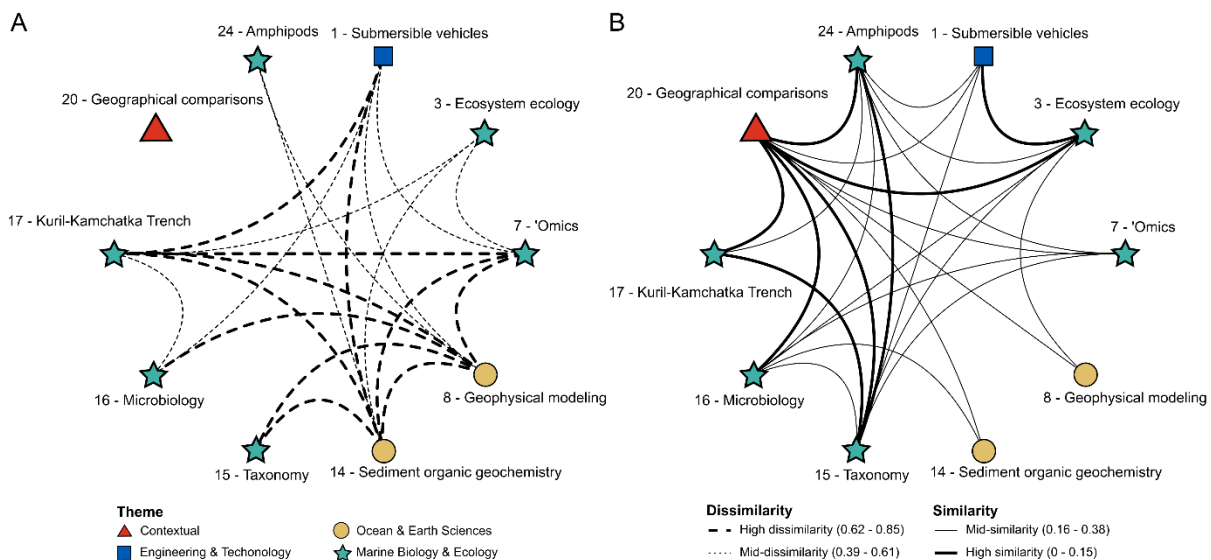 A
24 - Amphipods
1 - Submersible vehicles
20 - Geographical comparisons
3 - Ecosystem ecology
17 - Kuril-Kamchatka Trench
7 - 'Omics
16 - Microbiology
8 - Geophysical modeling
15 - Taxonomy
14 - Sediment organic geochemistry
Theme
Contextual
Ocean & Earth Sciences
Engineering & Techonology
Marine Biology & Ecology
B
24 - Amphipods
1 - Submersible vehicles
20 - Geographical comparisons
3 - Ecosystem ecology
7 - 'Omics
17 - Kuril-Kamchatka Trench
16 - Microbiology
8 - Geophysical modeling
15 - Taxonomy
14 - Sediment organic geochemistry
Dissimilarity
High dissimilarity (0.62 - 0.85)
Mid-dissimilarity (0.39 - 0.61)
Similarity
Mid-similarity (0.16 - 0.38)
High similarity (0 - 0.15)